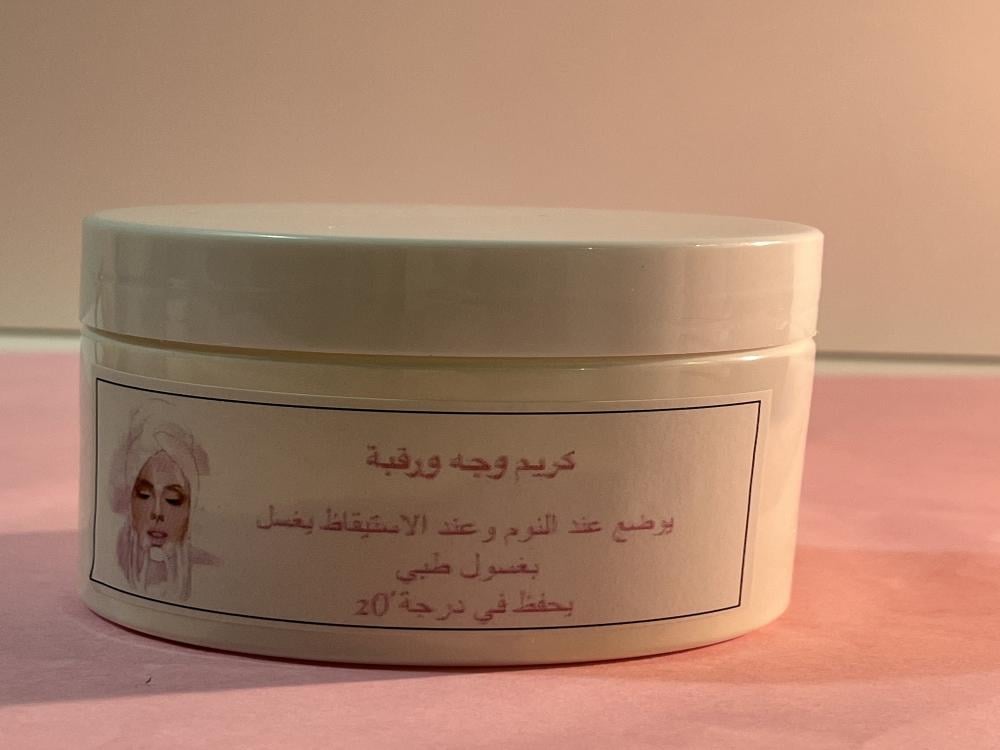 كريم وجه ورقبة
يوضع عند النوم وعند الاستيقاظ يغسل
بغسول طبي
يحفظ في درجة °20